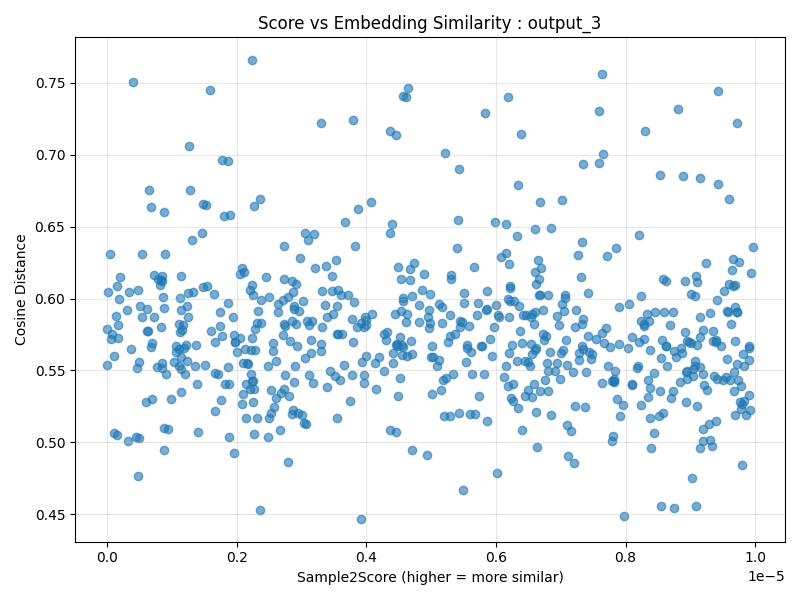 Score vs Embedding Similarity : output_3
Cosine Distance
0.75
0.70
0.65
0.60
0.55
0.50
0.45
0.0 0.2 0.4 0.6 0.8 1.0
1e−5
Sample2Score (higher = more similar)